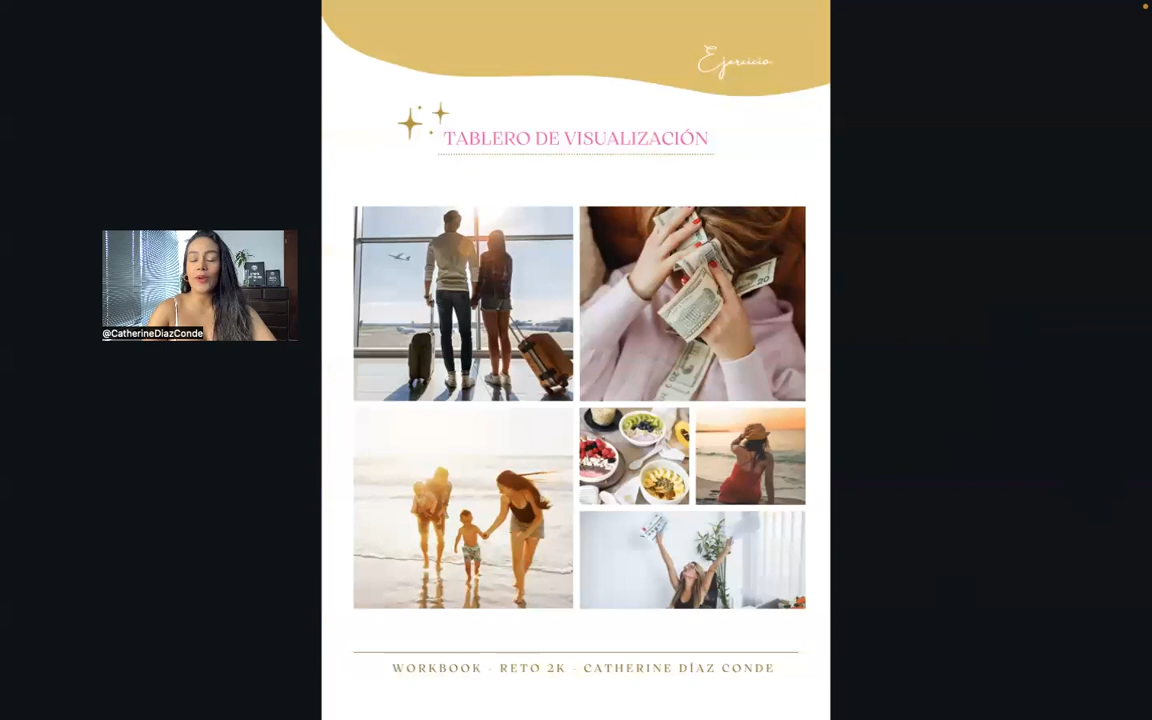 Ejercicio
TABLERO DE VISUALIZACIÓN
@CatherineDiazConde
WORKBOOK - RETO 2K - CATHERINE DÍAZ CONDE